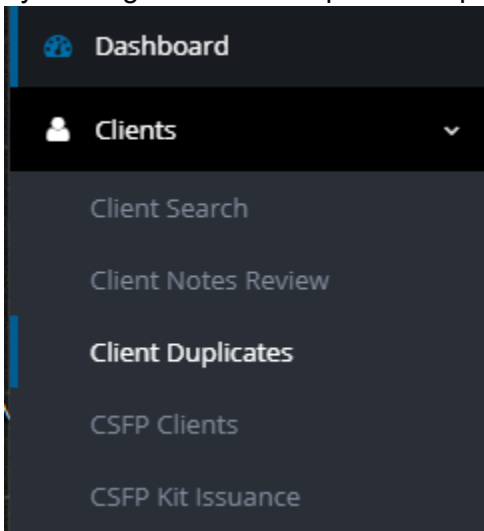 Dashboard
Clients
Client Search
Client Notes Review
Client Duplicates
CSFP Clients
CSFP Kit Issuance